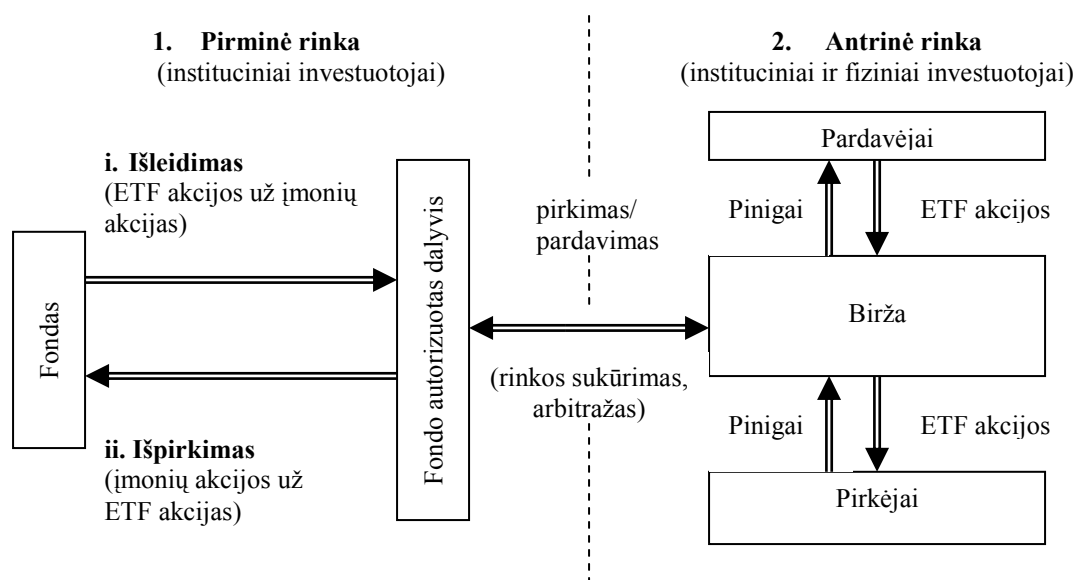 1. Pirminė rinka
(instituciniai investuotojai)
i. Išleidimas
(ETF akcijos už įmonių
akcijas)
Fondas
Fondo autorizuotas dalyvis
ii. Išpirkimas
(įmonių akcijos už
ETF akcijas)
pirkimas/
pardavimas
(rinkos sukūrimas,
arbitražas)
2. Antrinė rinka
(instituciniai ir fiziniai investuotojai)
Pardavėjai
Pinigai
ETF akcijos
Birža
Pinigai
ETF akcijos
Pirkėjai